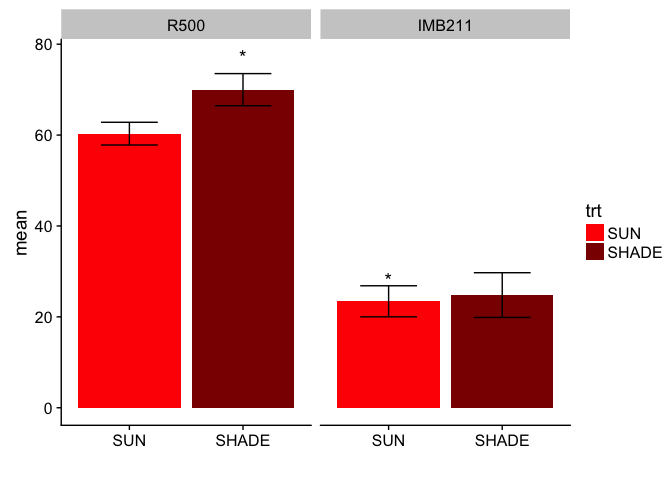 R500 IMB211
80
60
40
20
0
mean
*
*
SUN SHADE SUN SHADE
trt
SUN
SHADE